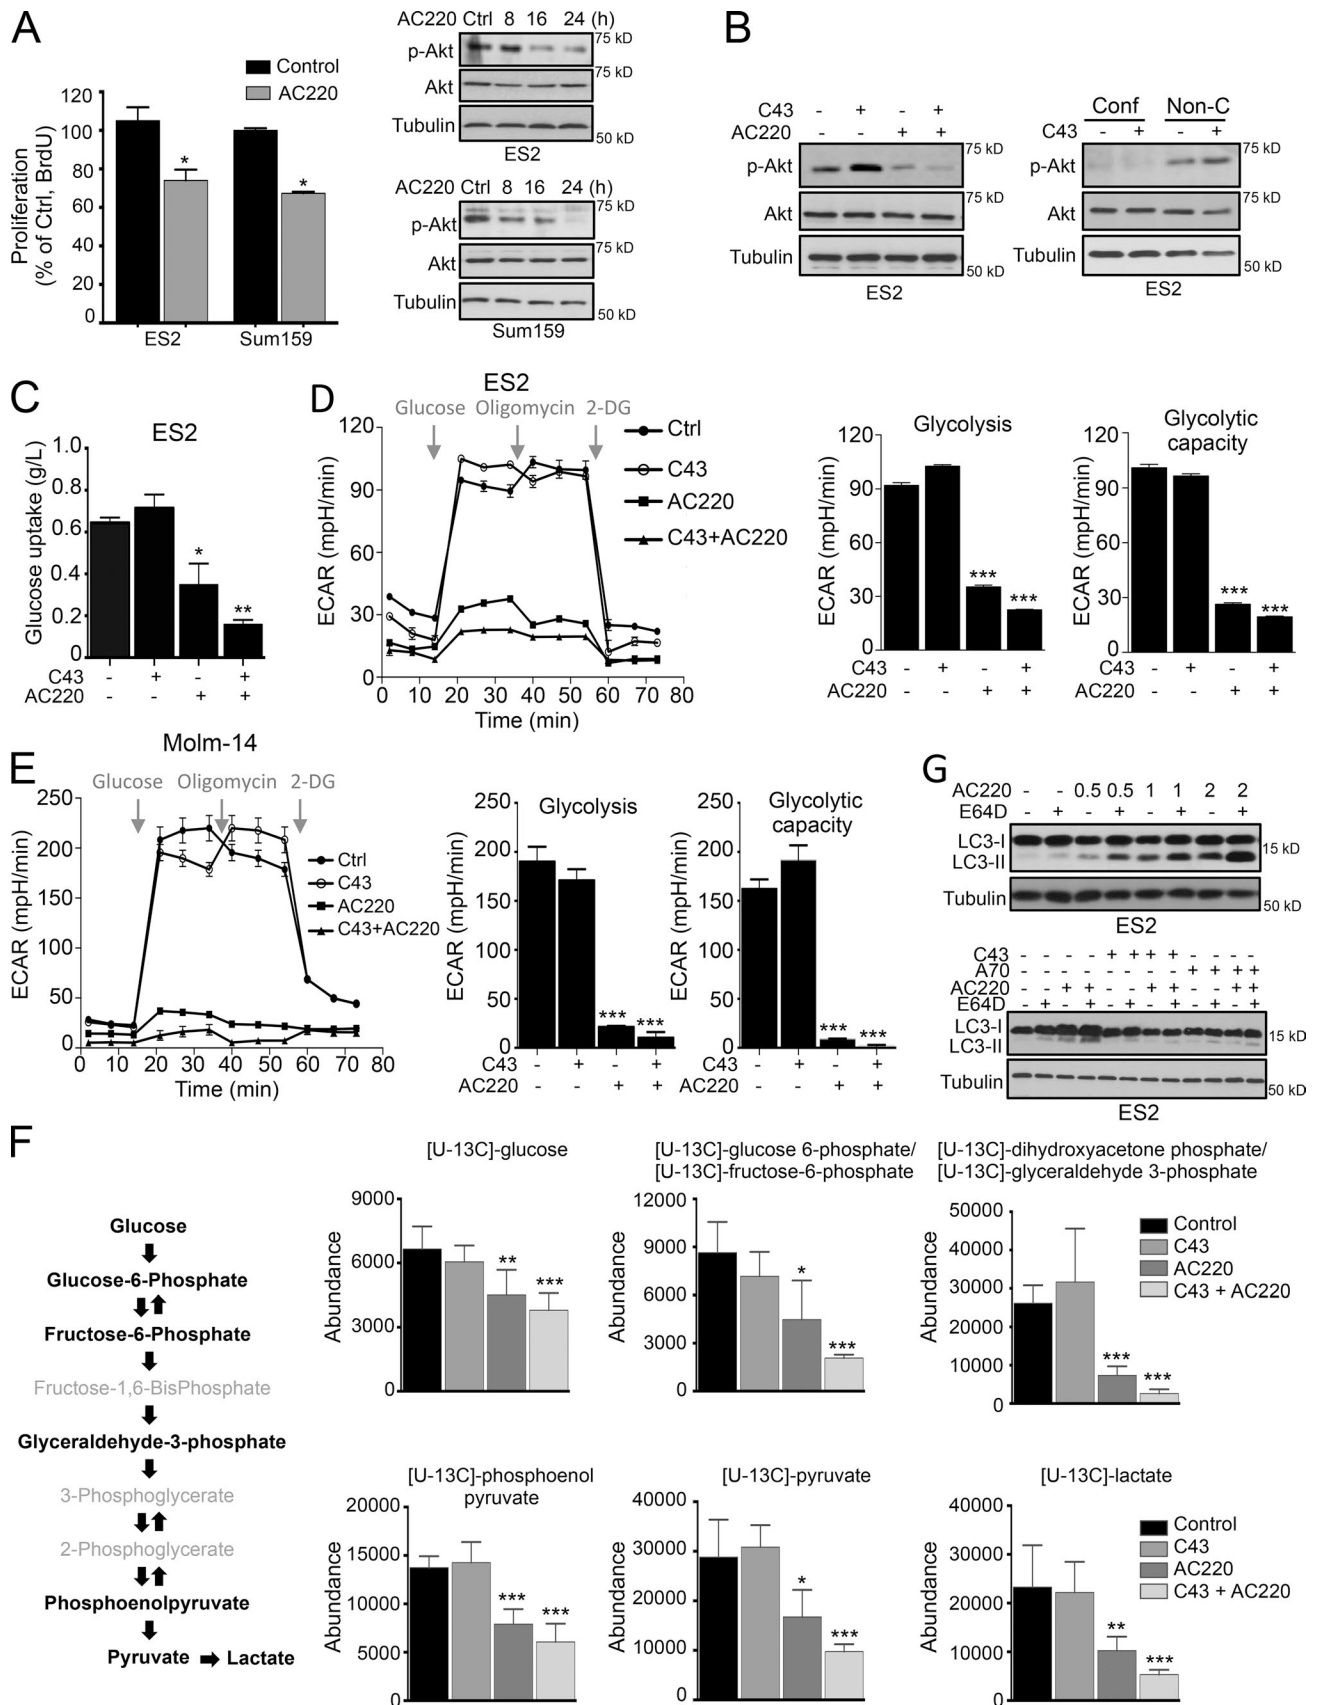 A
Control
AC220
Proliferation
(% of Ctrl, BrdU)
120
100
80
60
40
20
0
*
*
ES2
Sum159
AC220 Ctrl 8 16 24 (h)
p-Akt
75 kD
75 kD
Akt
Tubulin
50 kD
ES2
AC220 Ctrl 8 16 24 (h)
75 kD
p-Akt
75 kD
Akt
Tubulin
50 kD
Sum159
B
C43 - + - +
AC220 - - + +
75 kD
p-Akt
75 kD
Akt
Tubulin
50 kD
ES2
Conf Non-C
C43 - + - +
75 kD
p-Akt
75 kD
Akt
Tubulin
50 kD
ES2
C
ES2
Glucose uptake (g/L)
1.0
0.8
0.6
0.4
0.2
0
*
**
C43 - + - +
AC220 - - + +
D
ES2
Glucose Oligomycin 2-DG
ECAR (mpH/min)
120
90
60
30
0
0 10 20 30 40 50 60 70 80
Time (min)
Ctrl
C43
AC220
C43+AC220
Glycolysis
ECAR (mpH/min)
120
90
60
30
0
***
***
C43 - + - +
AC220 - - + +
Glycolytic
capacity
ECAR (mpH/min)
120
90
60
30
0
***
***
C43 - + - +
AC220 - - + +
E
Molm-14
Glucose Oligomycin 2-DG
ECAR (mpH/min)
250
200
150
100
50
0
0 10 20 30 40 50 60 70 80
Time (min)
Ctrl
C43
AC220
C43+AC220
Glycolysis
ECAR (mpH/min)
250
200
150
100
50
0
***
***
C43 - + - +
AC220 - - + +
Glycolytic
capacity
ECAR (mpH/min)
250
200
150
100
50
0
***
***
C43 - + - +
AC220 - - + +
G
AC220 - - 0.5 0.5 1 1 2 2
E64D - + - + - + - +
LC3-I
LC3-II
15 kD
Tubulin
50 kD
ES2
C43 - - - - + + + + - - - -
A70 - - - - - - - - + + + +
AC220 - - + + - - + + - - + +
E64D - + - + - + - + - + - +
LC3-I
LC3-II
15 kD
Tubulin
50 kD
ES2
F
Glucose
Glucose-6-Phosphate
Fructose-6-Phosphate
Fructose-1,6-BisPhosphate
Glyceraldehyde-3-phosphate
3-Phosphoglycerate
2-Phosphoglycerate
Phosphoenolpyruvate
Pyruvate Lactate
[U-13C]-glucose
Abundance
9000
6000
3000
0
**
***
[U-13C]-glucose 6-phosphate/
[U-13C]-fructose-6-phosphate
Abundance
12000
9000
6000
3000
0
*
***
[U-13C]-dihydroxyacetone phosphate/
[U-13C]-glyceraldehyde 3-phosphate
Abundance
50000
40000
30000
20000
10000
0
***
***
Control
C43
AC220
C43 + AC220
[U-13C]-phosphoenol
pyruvate
Abundance
20000
15000
10000
5000
0
***
***
[U-13C]-pyruvate
Abundance
40000
30000
20000
10000
0
*
***
[U-13C]-lactate
Abundance
40000
30000
20000
10000
0
**
***
Control
C43
AC220
C43 + AC220